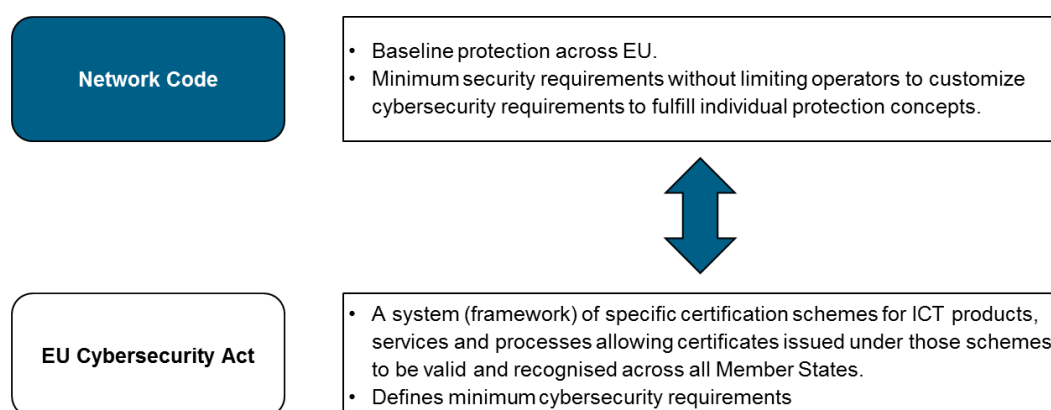 Network Code
• Baseline protection across EU.
• Minimum security requirements without limiting operators to customize
cybersecurity requirements to fulfill individual protection concepts.
EU Cybersecurity Act
• A system (framework) of specific certification schemes for ICT products,
services and processes allowing certificates issued under those schemes
to be valid and recognised across all Member States.
• Defines minimum cybersecurity requirements